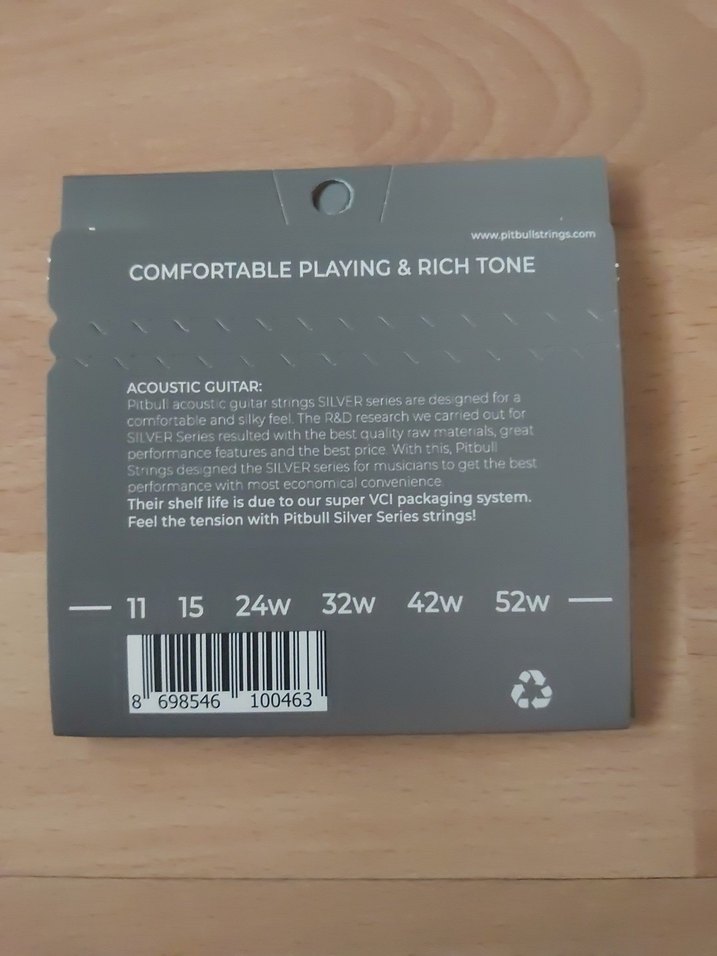 www.pitbullstrings.com
COMFORTABLE PLAYING & RICH TONE
ACOUSTIC GUITAR:
Pitbull acoustic guitar strings SILVER series are designed for a
comfortable and silky feel. The R&D research we carried out for
SILVER Series resulted with the best quality raw materials, great
performance features and the best price. With this, Pitbull
Strings designed the SILVER series for musicians to get the best
performance with most economical convenience.
Their shelf life is due to our super VCI packaging system.
Feel the tension with Pitbull Silver Series strings!
11 15 24w 32w 42w 52w
8 698546 100463